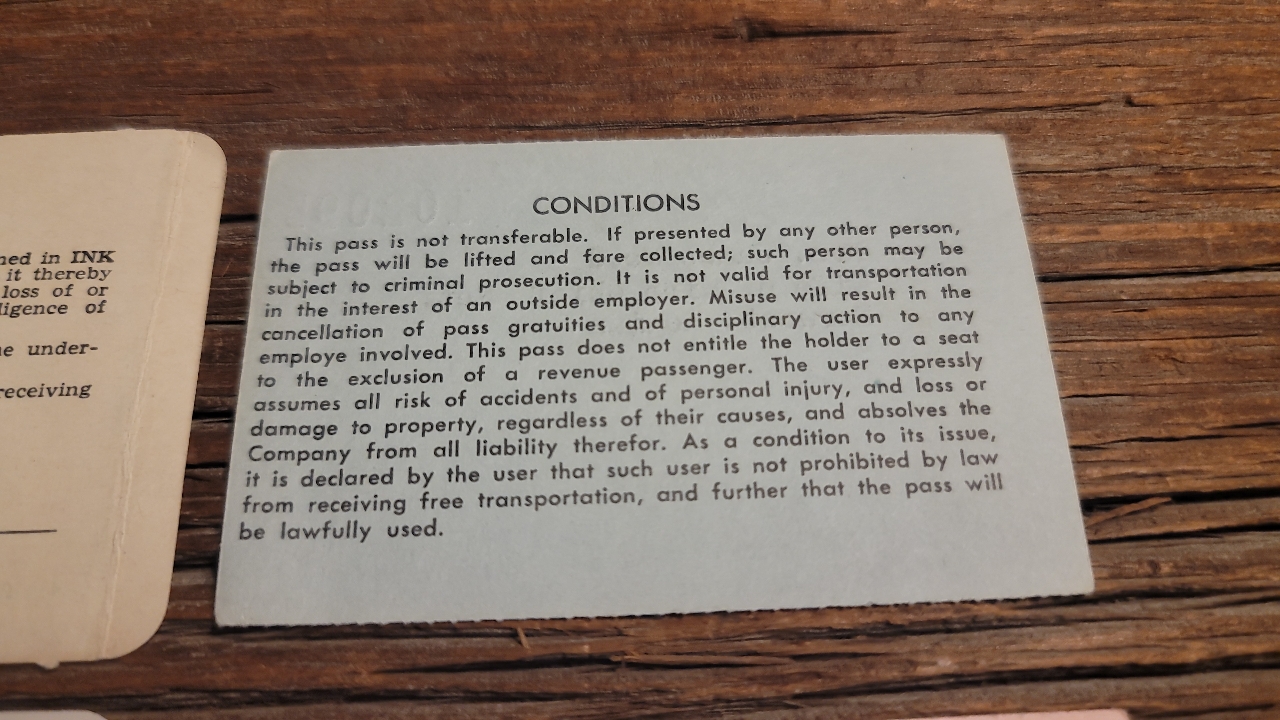 ned in INK
it thereby
loss of or
ligence of
e under-
receiving
CONDITIONS
This pass is not transferable. If presented by any other person,
the pass will be lifted and fare collected; such person may be
subject to criminal prosecution. It is not valid for transportation
in the interest of an outside employer. Misuse will result in the
cancellation of pass gratuities and disciplinary action to any
employe involved. This pass does not entitle the holder to a seat
to the exclusion of a revenue passenger. The user expressly
assumes all risk of accidents and of personal injury, and loss or
damage to property, regardless of their causes, and absolves the
Company from all liability therefor. As a condition to its issue,
it is declared by the user that such user is not prohibited by law
from receiving free transportation, and further that the pass will
be lawfully used.